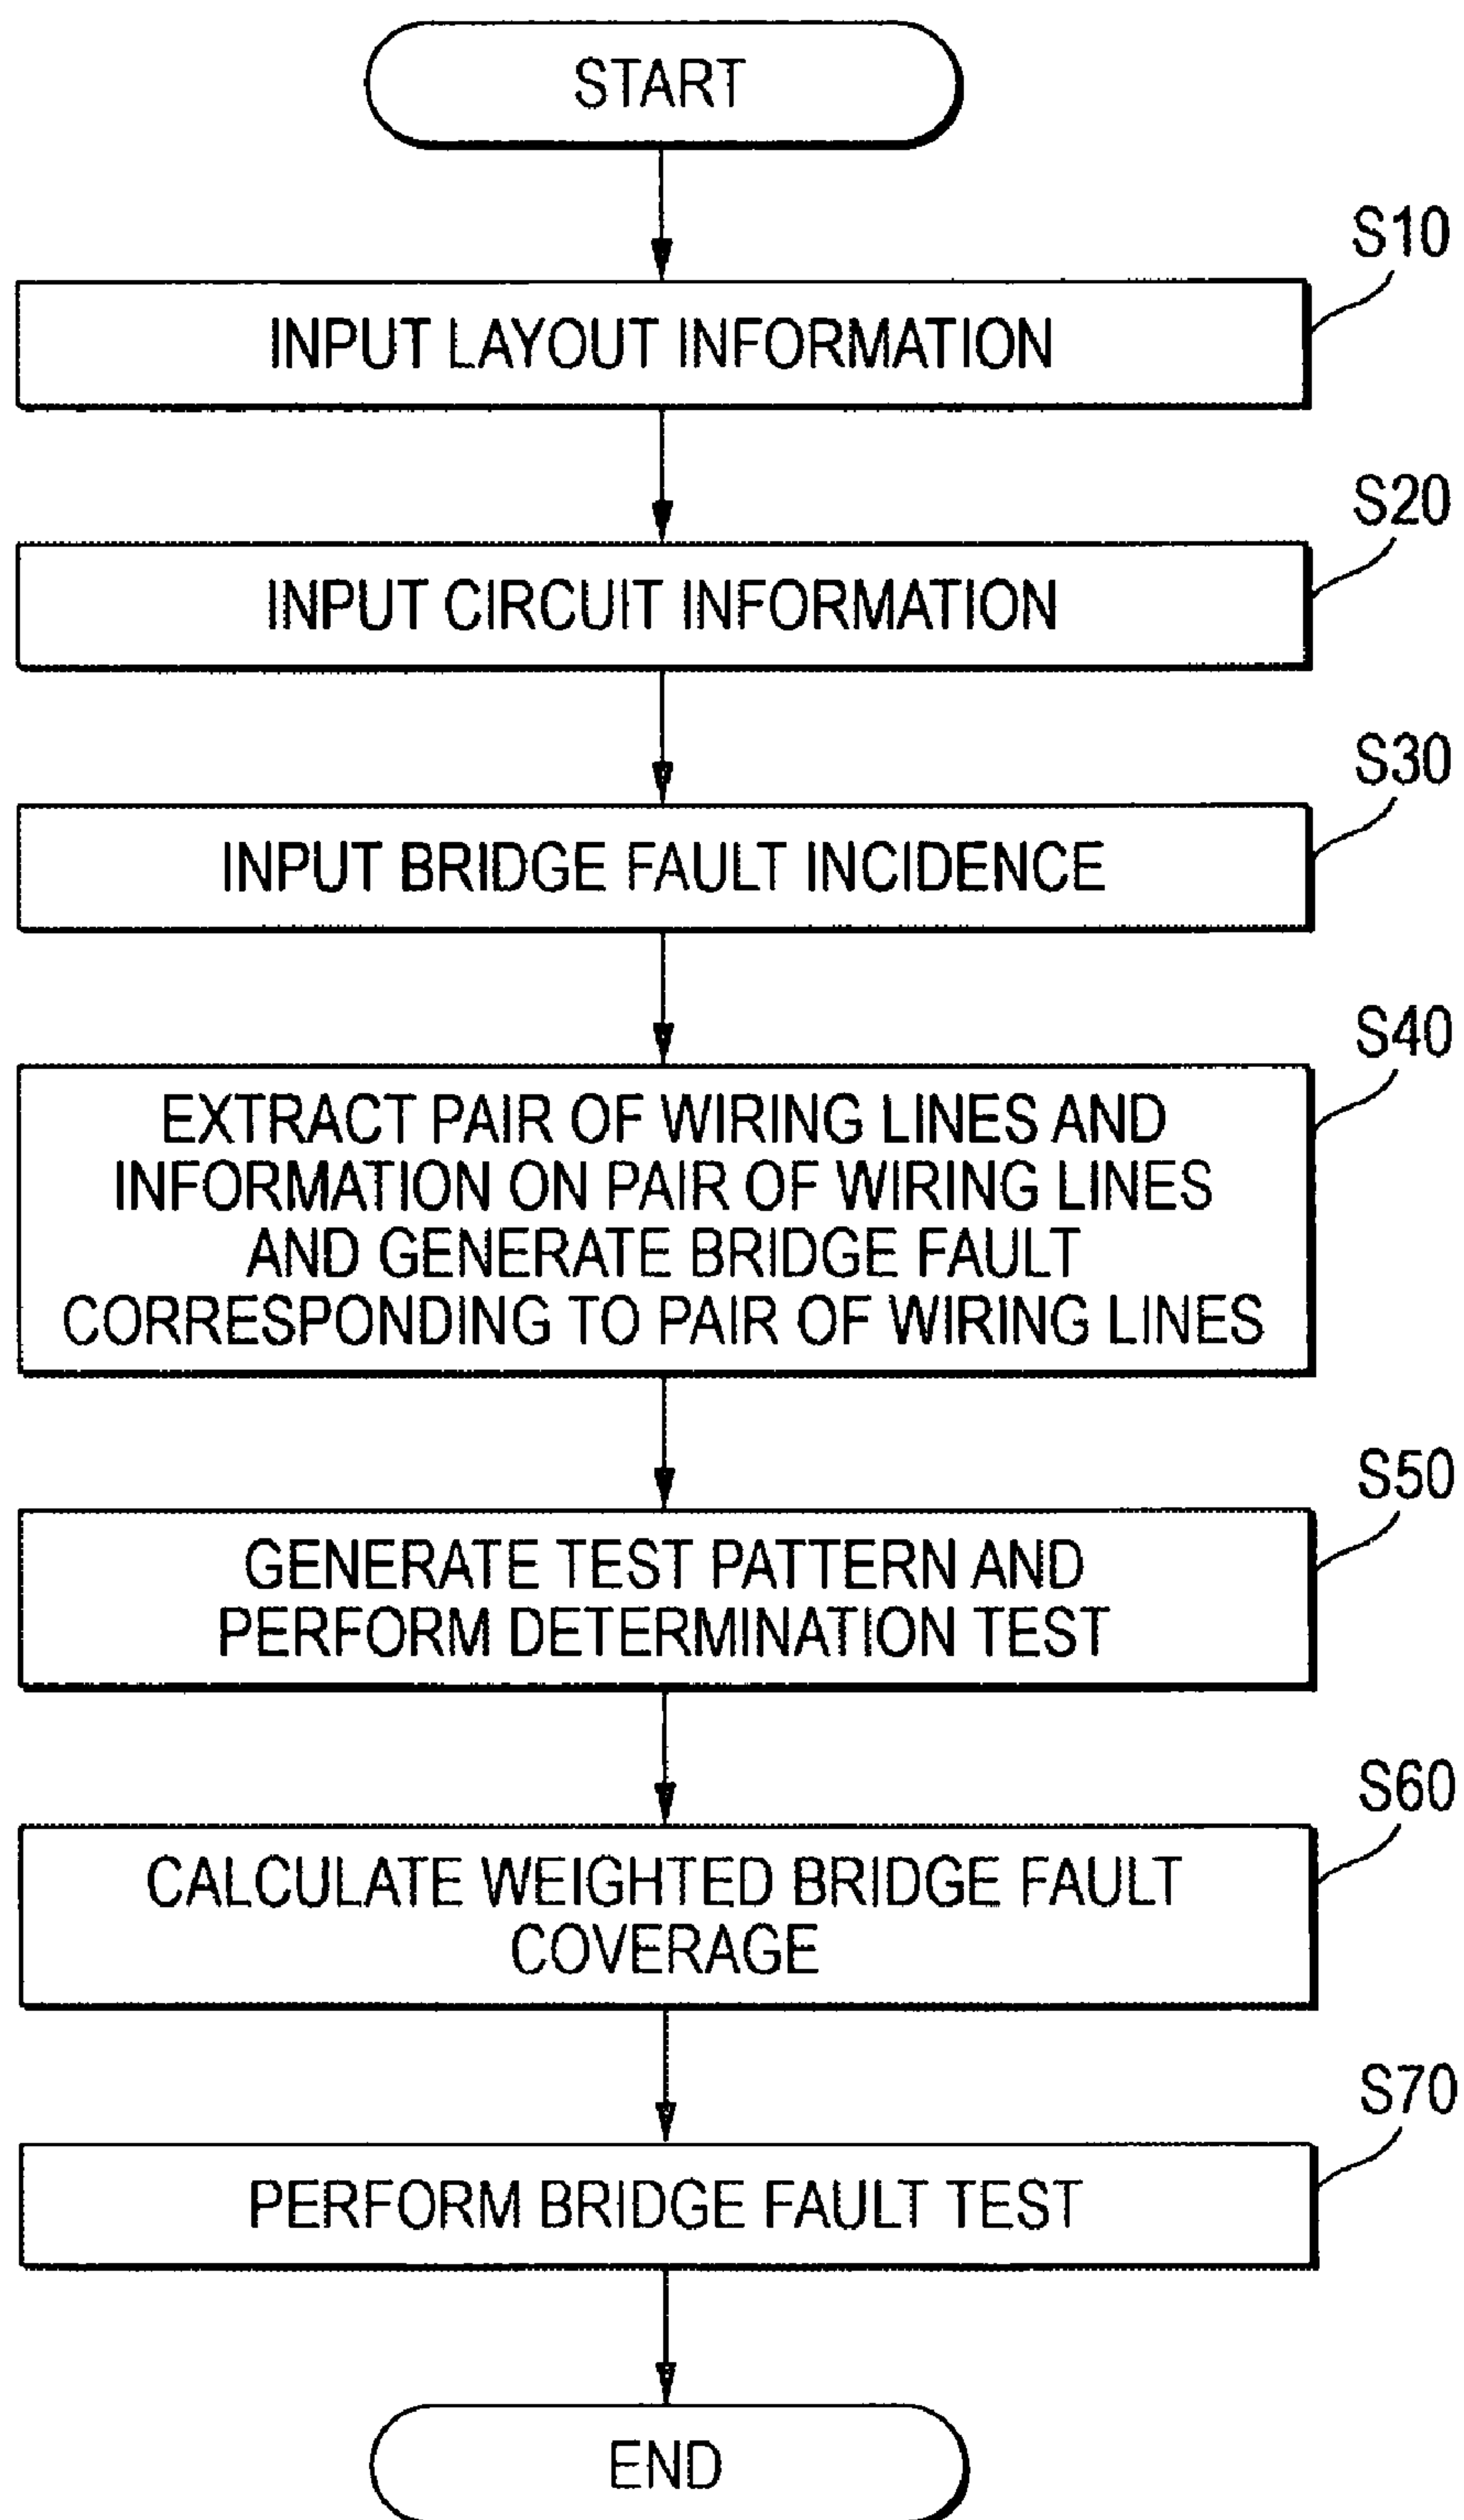 START
S10
INPUT LAYOUT INFORMATION
S20
INPUT CIRCUIT INFORMATION
S30
INPUT BRIDGE FAULT INCIDENCE
S40
EXTRACT PAIR OF WIRING LINES AND
INFORMATION ON PAIR OF WIRING LINES
AND GENERATE BRIDGE FAULT
CORRESPONDING TO PAIR OF WIRING LINES
S50
GENERATE TEST PATTERN AND
PERFORM DETERMINATION TEST
S60
CALCULATE WEIGHTED BRIDGE FAULT
COVERAGE
S70
PERFORM BRIDGE FAULT TEST
END